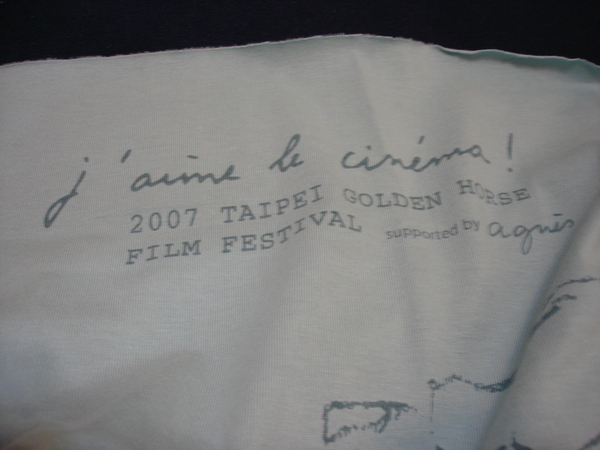 j'aime le cinéma!
2007 TAIPEI GOLDEN HORSE
FILM FESTIVAL supported by agnès